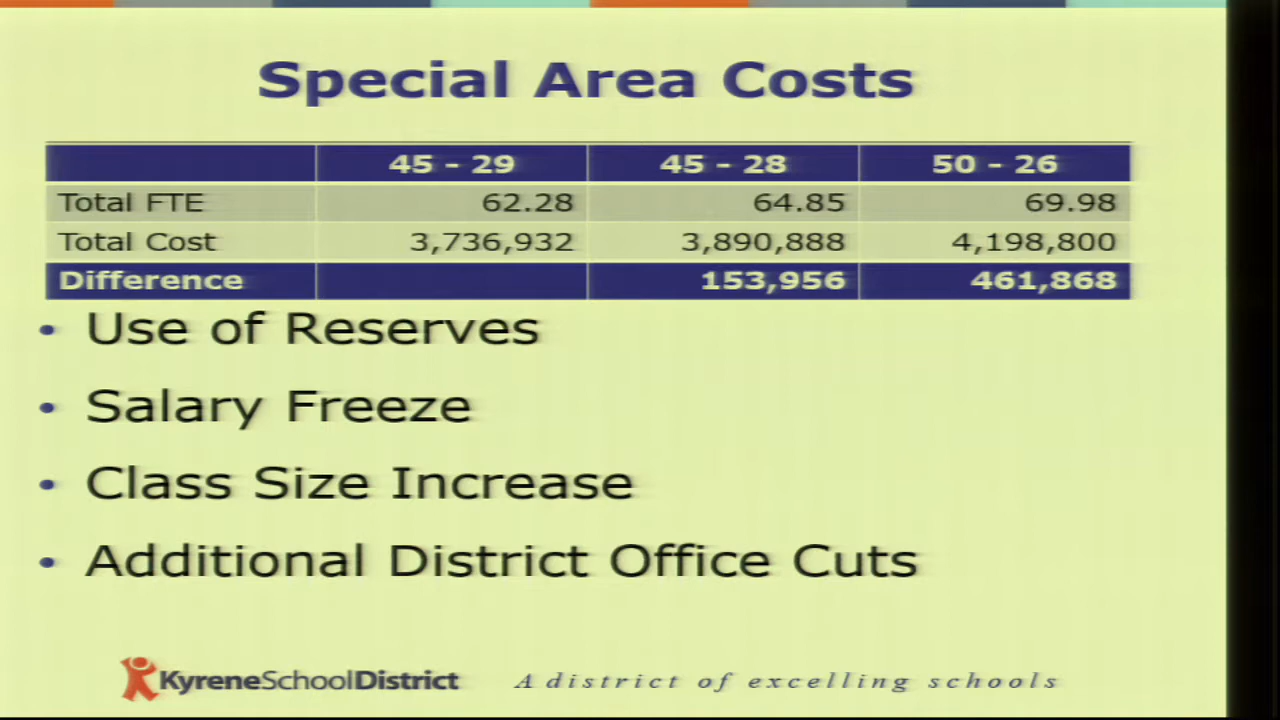 Special Area Costs
45 - 29 45 - 28 50 - 26
Total FTE 62.28 64.85 69.98
Total Cost 3,736,932 3,890,888 4,198,800
Difference 153,956 461,868
• Use of Reserves
• Salary Freeze
• Class Size Increase
• Additional District Office Cuts
KyreneSchoolDistrict A district of excelling schools